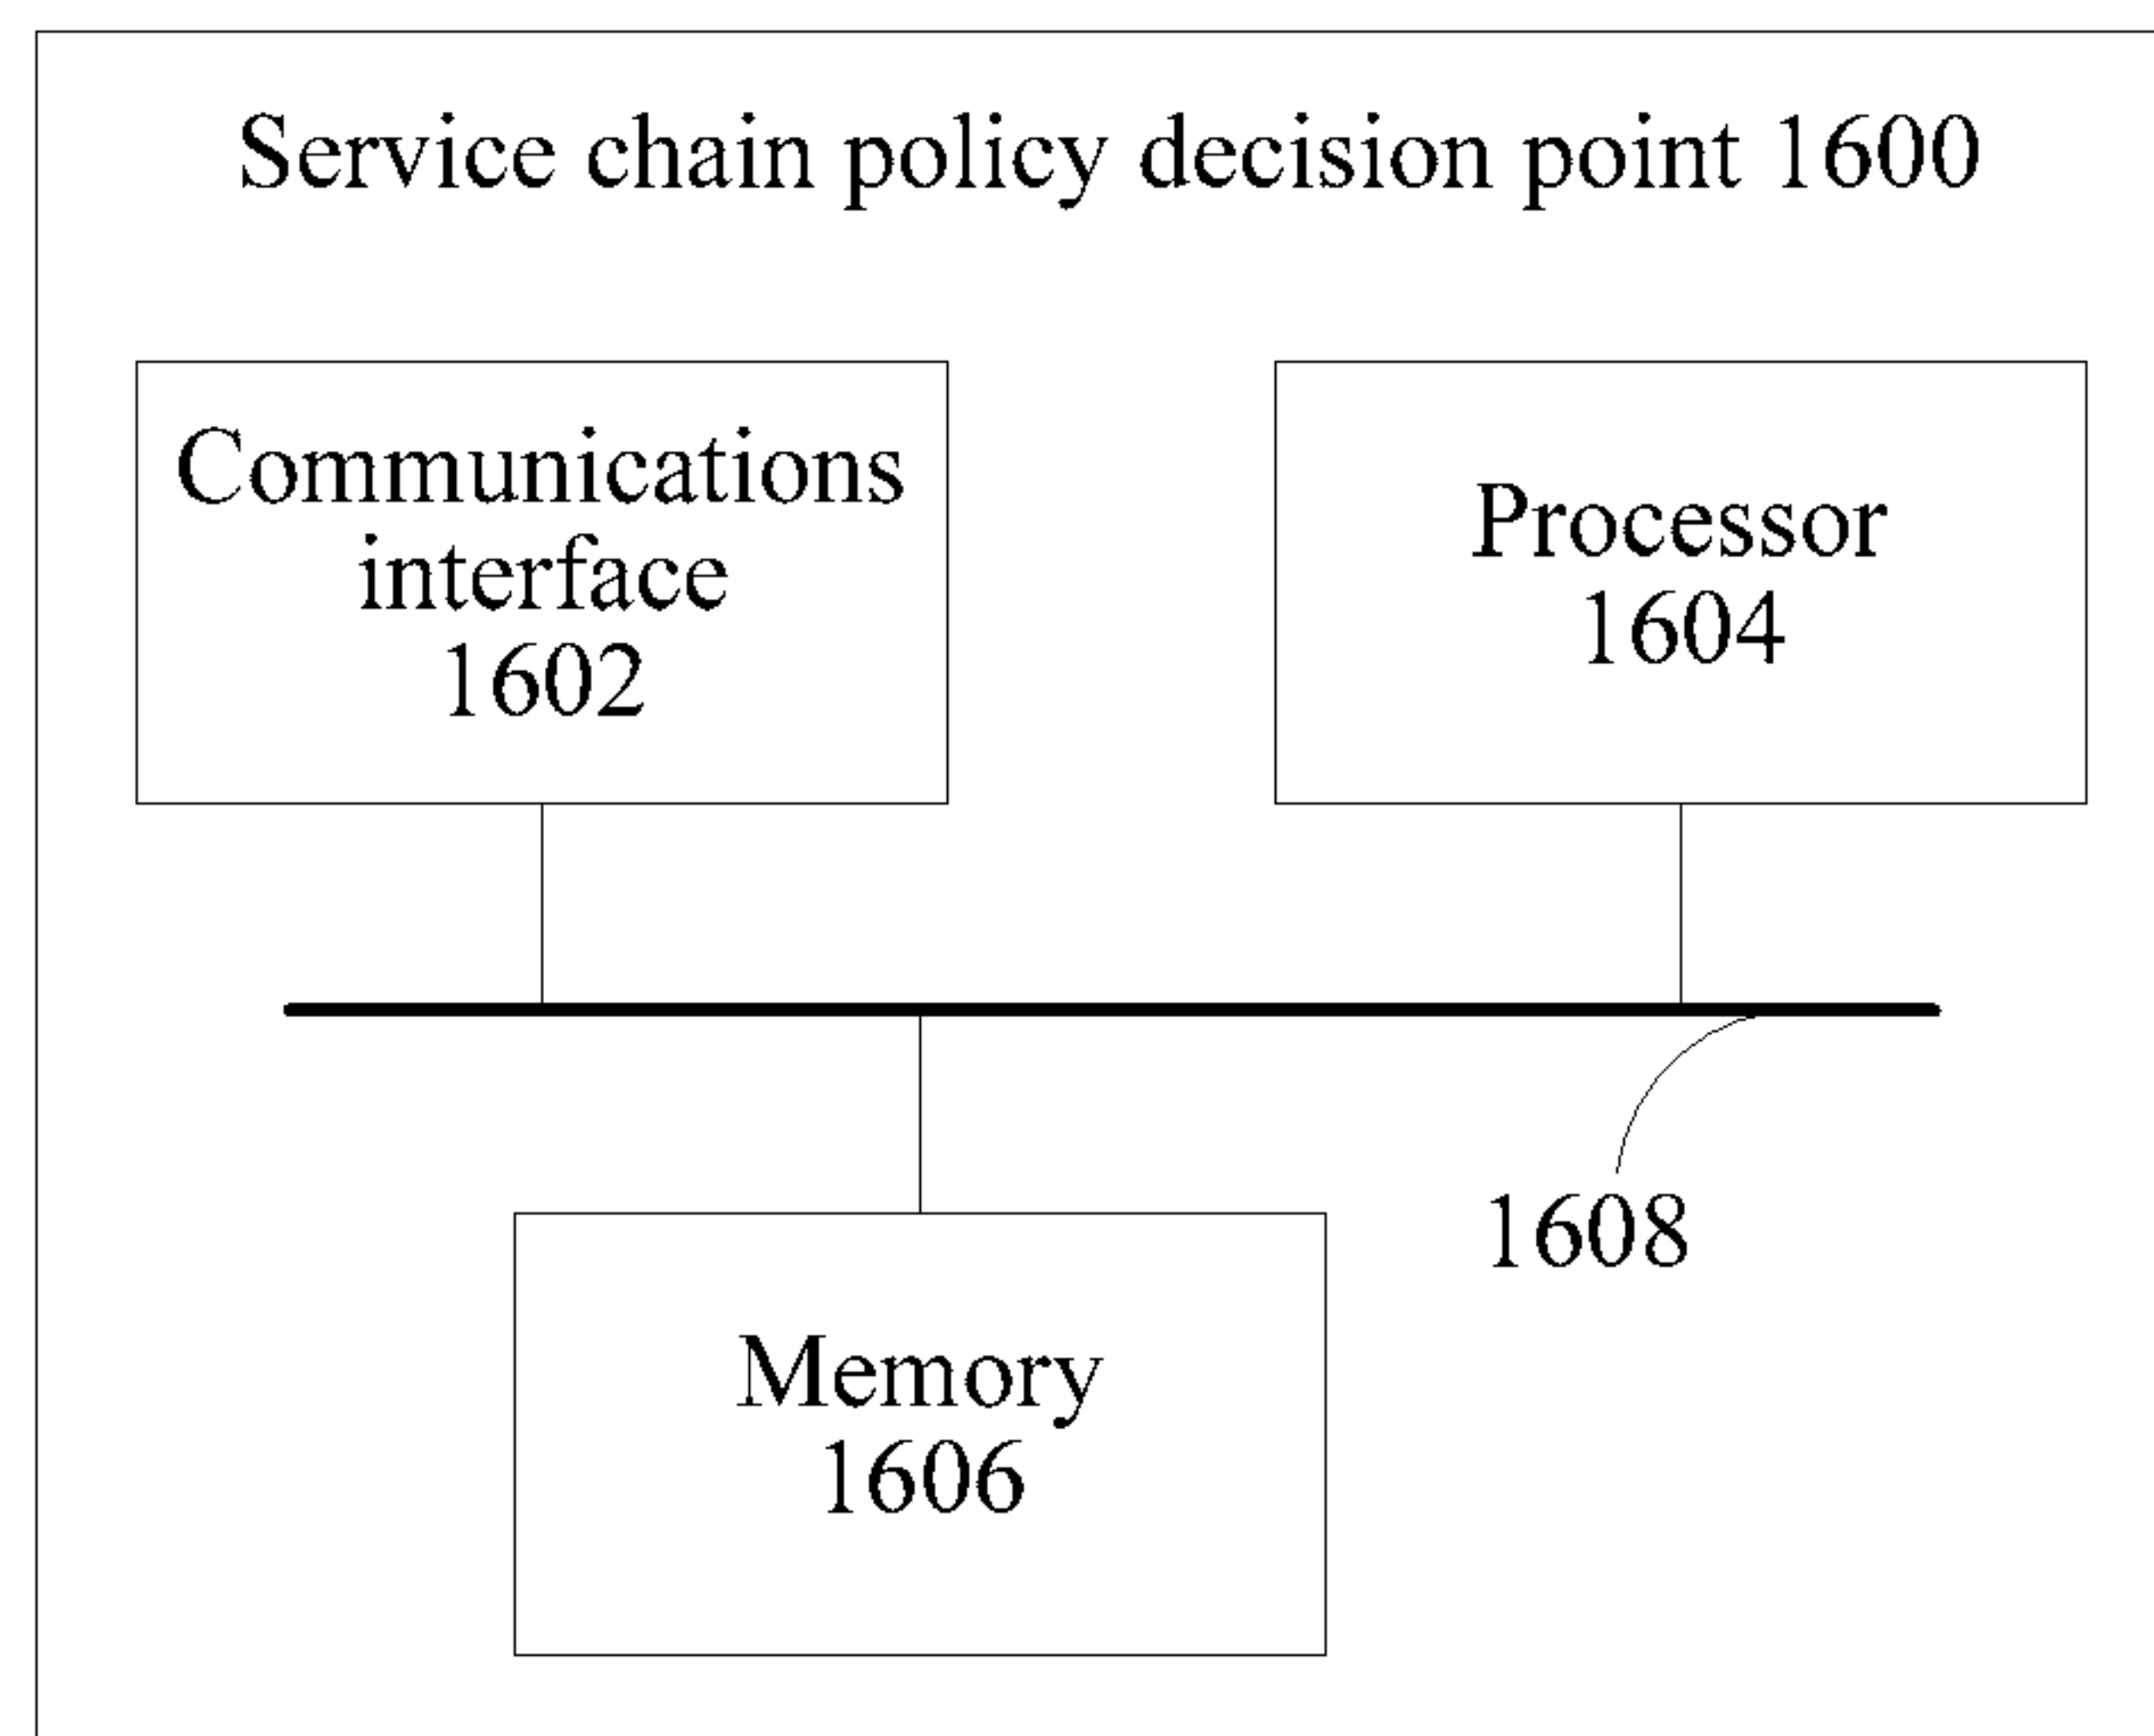 Service chain policy decision point 1600
Communications
interface
1602
Processor
1604
1608
Memory
1606